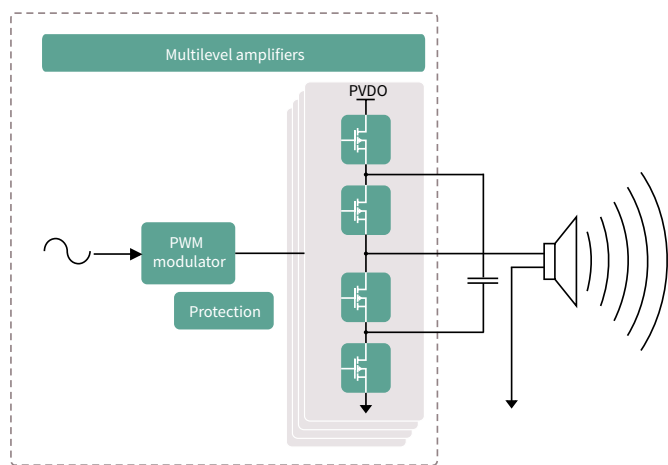 Multilevel amplifiers
PVDO
PWM
modulator
Protection